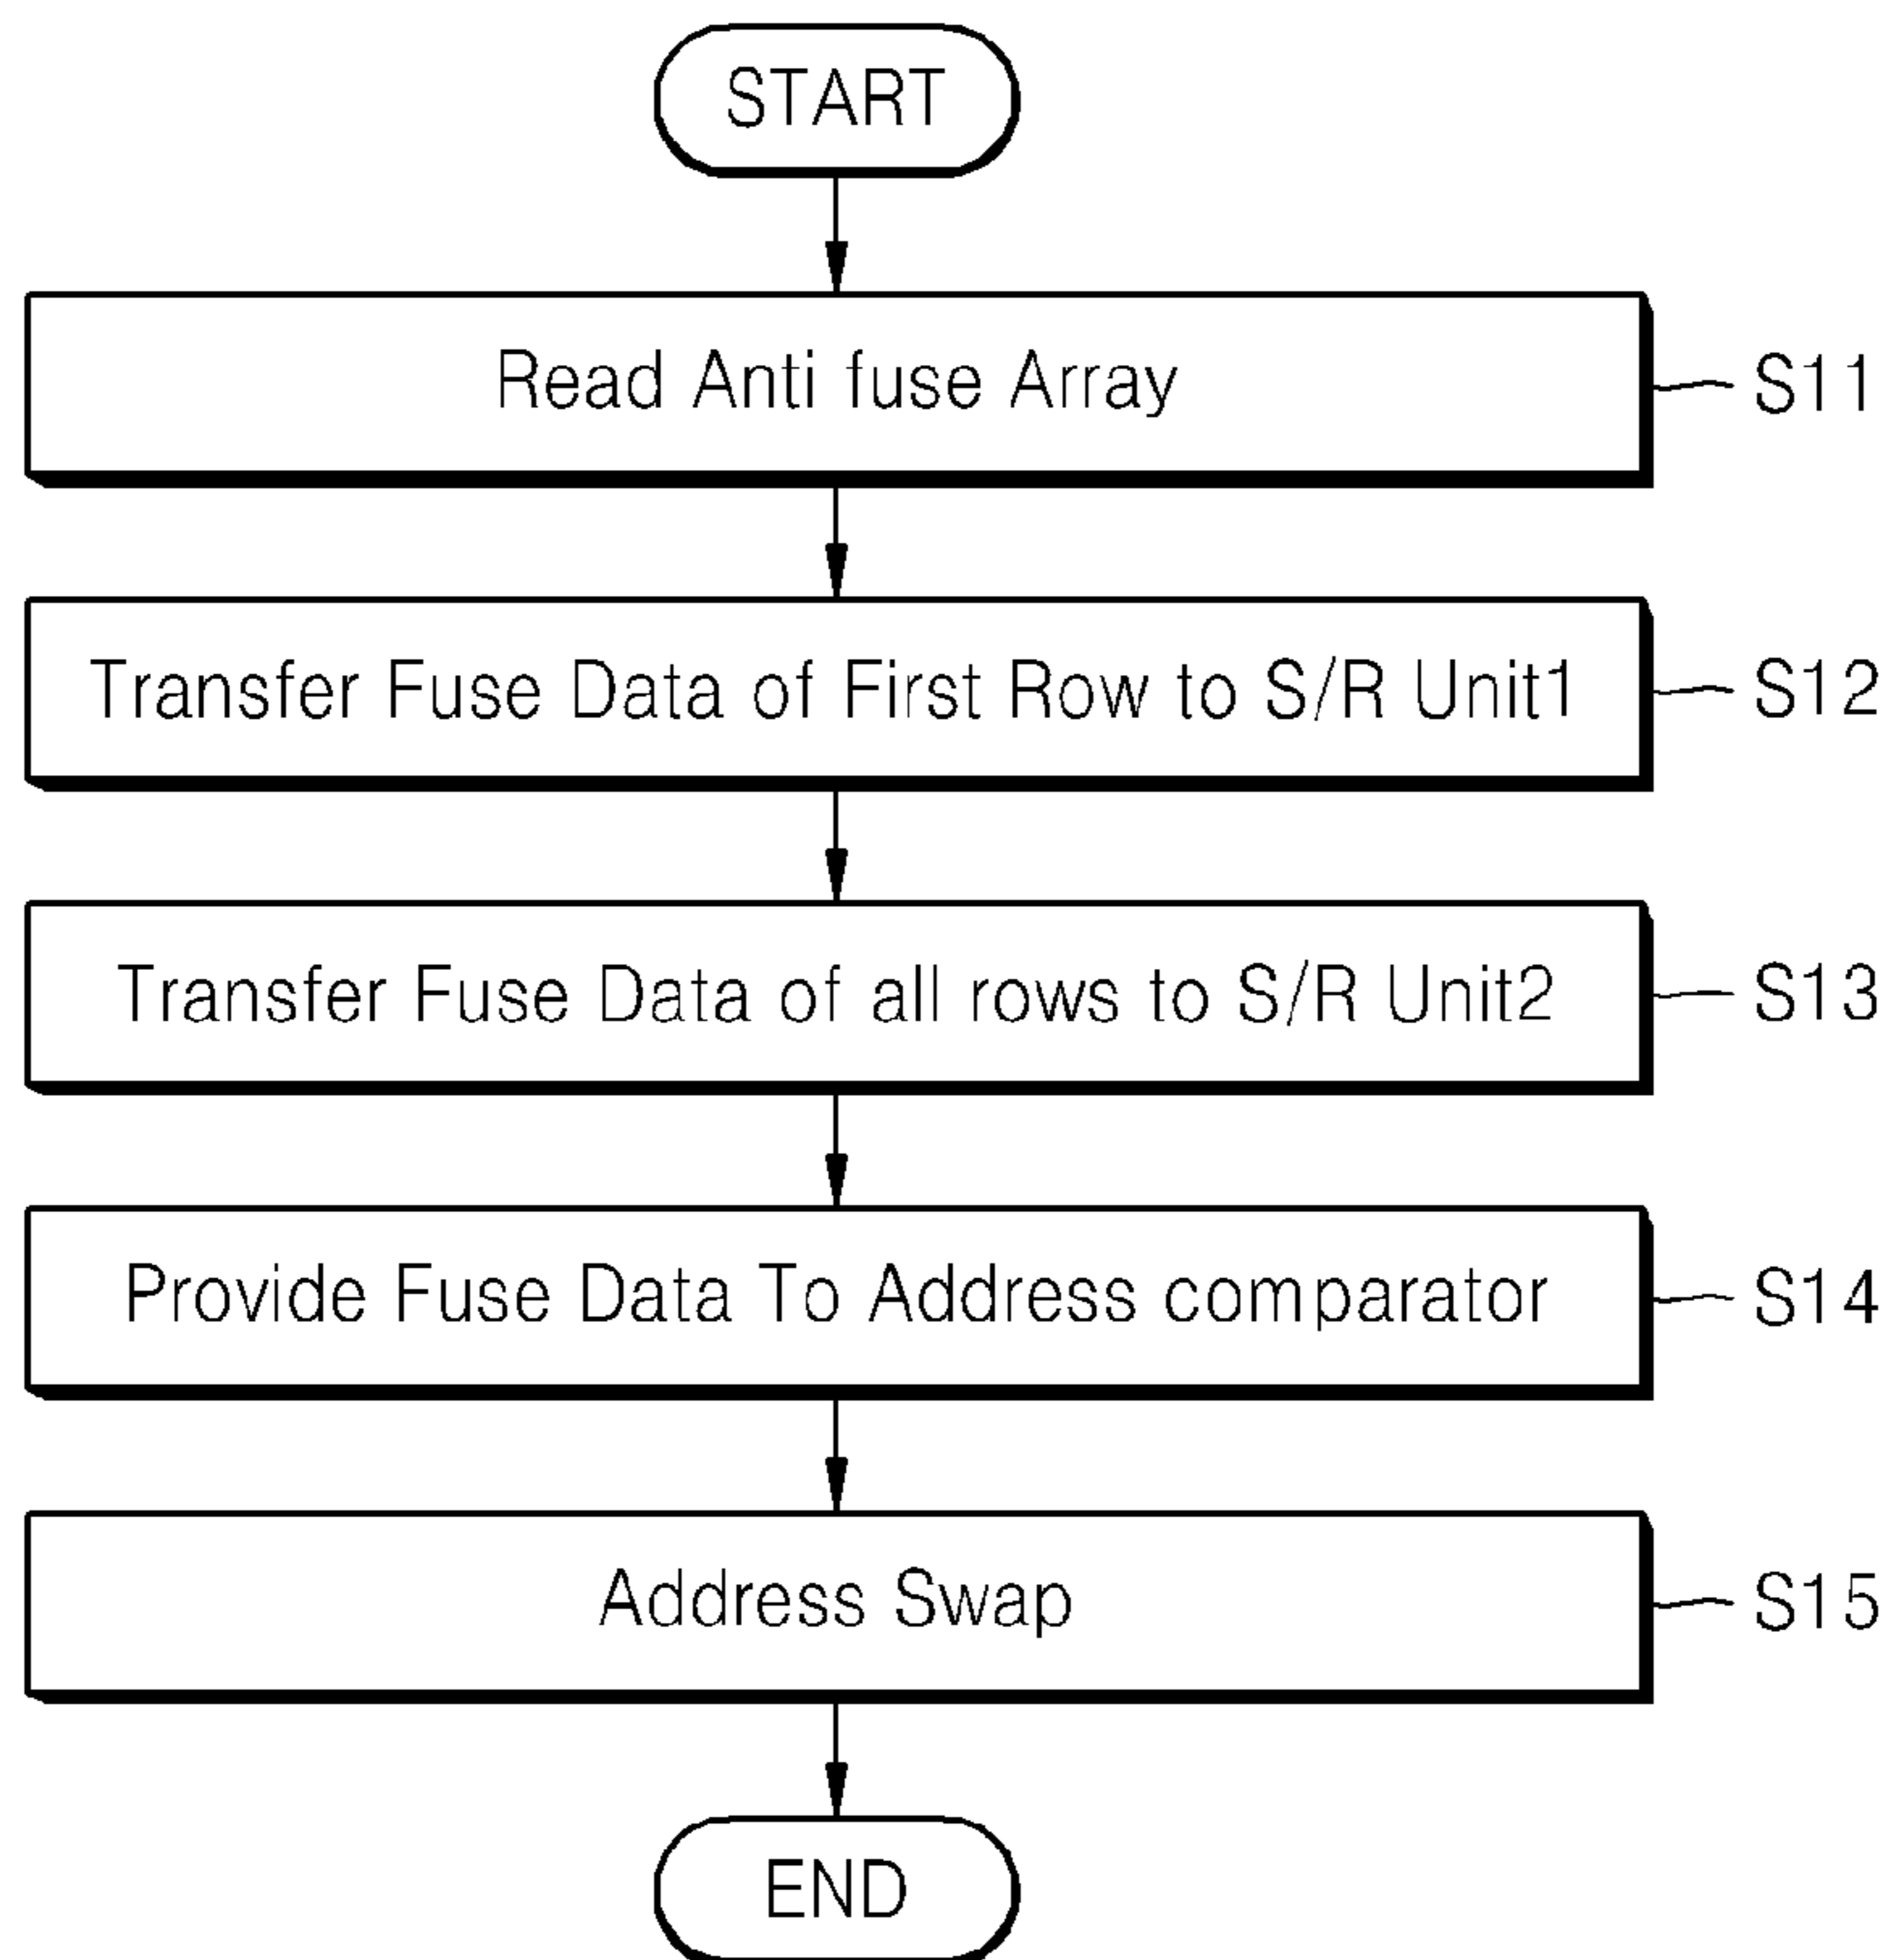 START
Read Anti fuse Array
S11
Transfer Fuse Data of First Row to S/R Unit1
S12
Transfer Fuse Data of all rows to S/R Unit2
S13
Provide Fuse Data To Address comparator
S14
Address Swap
S15
END